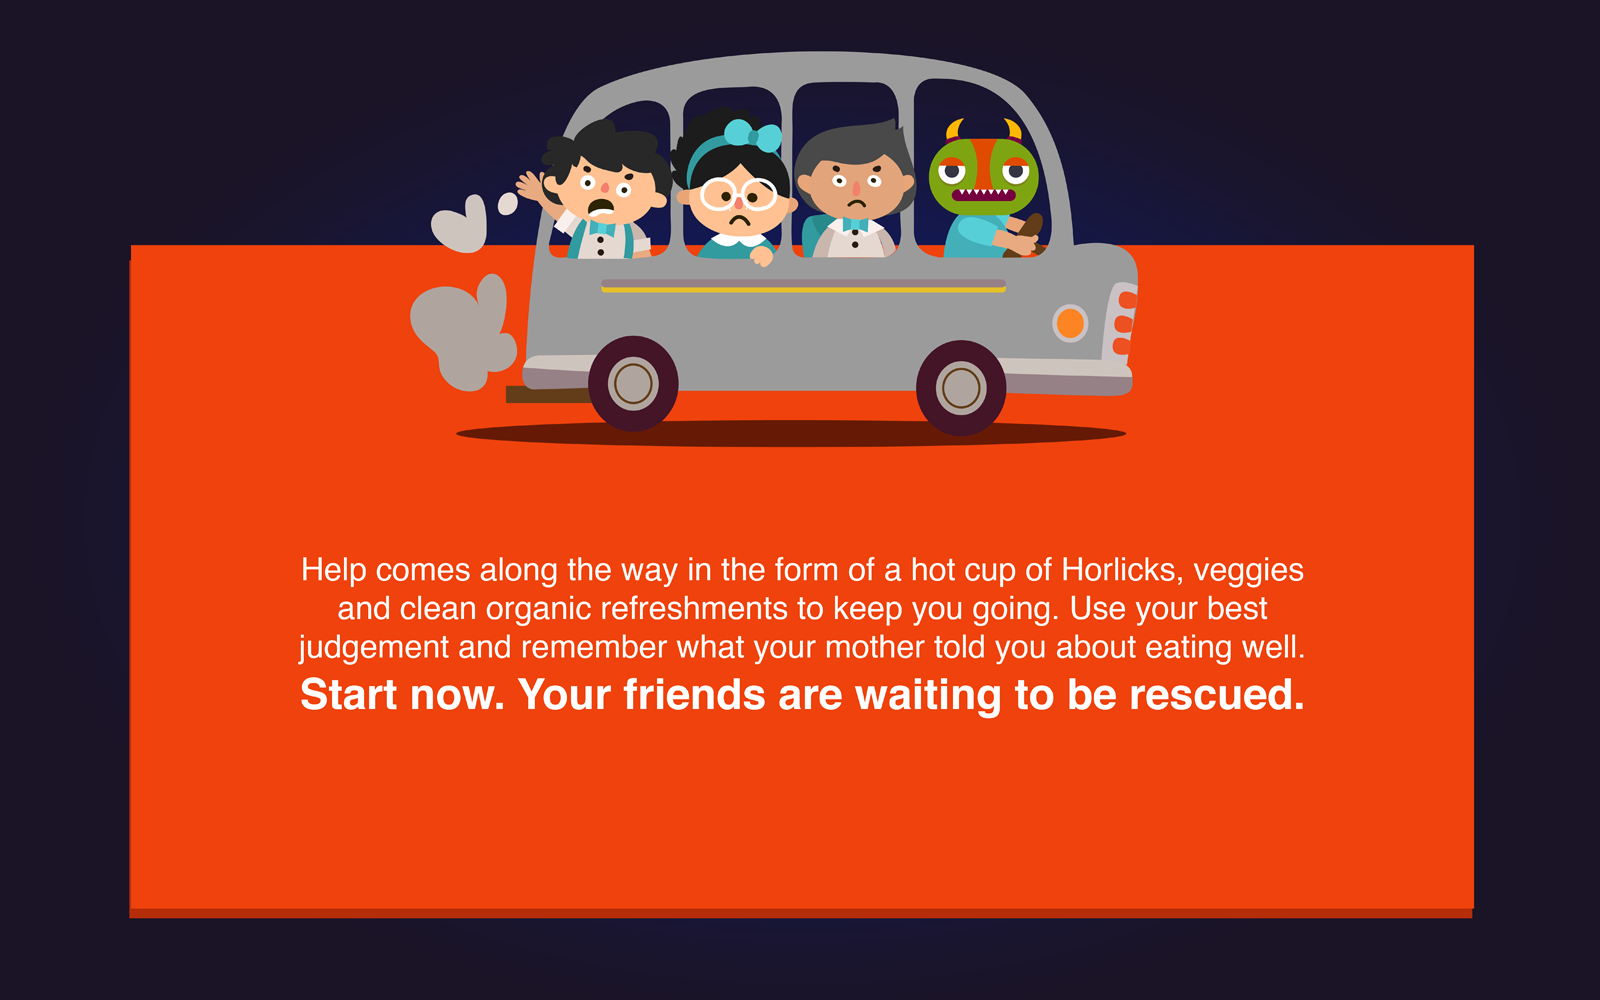 Help comes along the way in the form of a hot cup of Horlicks, veggies
and clean organic refreshments to keep you going. Use your best
judgement and remember what your mother told you about eating well.
Start now. Your friends are waiting to be rescued.